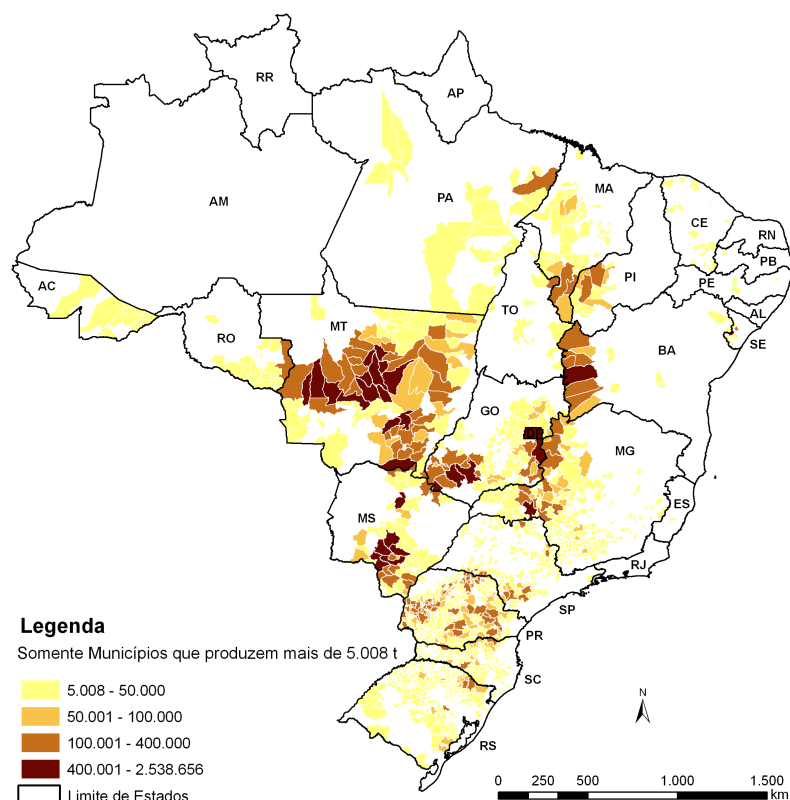 RR
AP
AM
PA
MA
CE
RN
PB
PE
PI
AL
SE
AC
RO
MT
TO
BA
GO
DF
MG
ES
MS
RJ
SP
PR
SC
RS
Legenda
Somente Municípios que produzem mais de 5.008 t
5.008 - 50.000
50.001 - 100.000
100.001 - 400.000
400.001 - 2.538.656
Limite de Estados
N
0 250 500 1.000 1.500
km